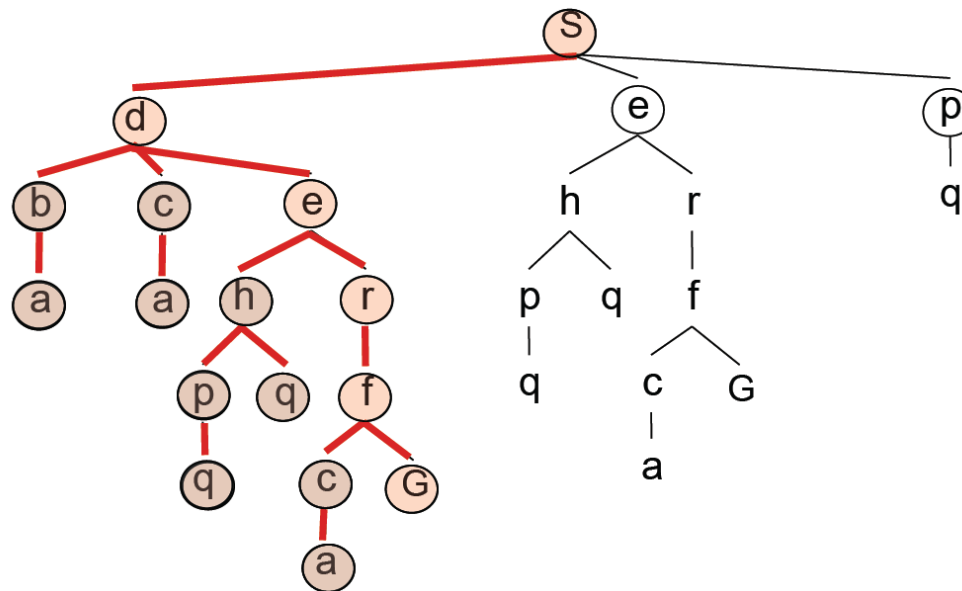 S
d e p
b c e h r q
a a h r p q f
p q f q c G
q c G a
a